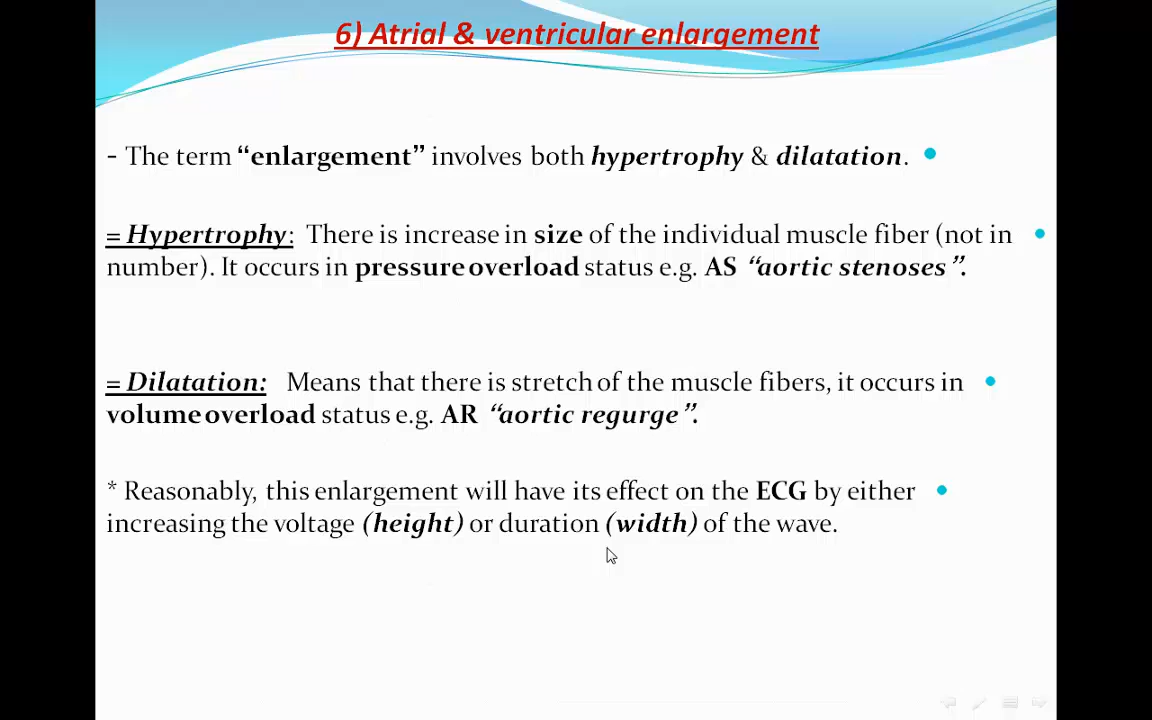 6) Atrial & ventricular enlargement
- The term “enlargement” involves both hypertrophy & dilatation.
= Hypertrophy: There is increase in size of the individual muscle fiber (not in
number). It occurs in pressure overload status e.g. AS “aortic stenoses”.
= Dilatation: Means that there is stretch of the muscle fibers, it occurs in
volume overload status e.g. AR “aortic regurge”.
* Reasonably, this enlargement will have its effect on the ECG by either
increasing the voltage (height) or duration (width) of the wave.